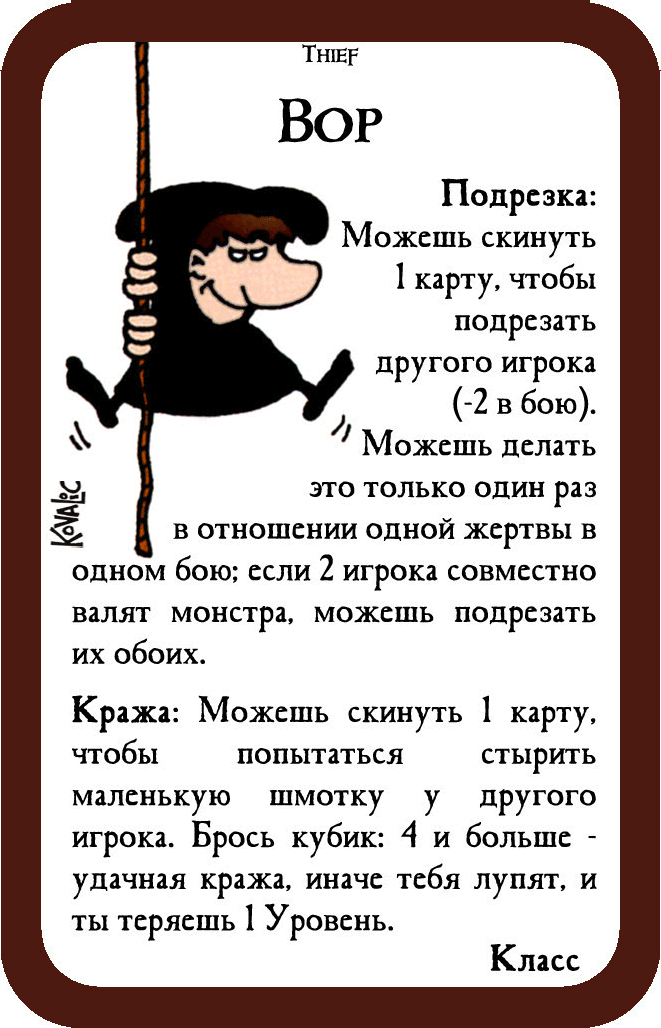 Thief
Вор
Подрезка:
Можешь скинуть
1 карту, чтобы
подрезать
другого игрока
(-2 в бою).
Можешь делать
это только один раз
в отношении одной жертвы в
одном бою; если 2 игрока совместно
валят монстра, можешь подрезать
их обоих.
Кража: Можешь скинуть 1 карту,
чтобы попытаться стырить
маленькую шмотку у другого
игрока. Брось кубик: 4 и больше -
удачная кража, иначе тебя лупят, и
ты теряешь 1 Уровень.
Класс
Kovalic